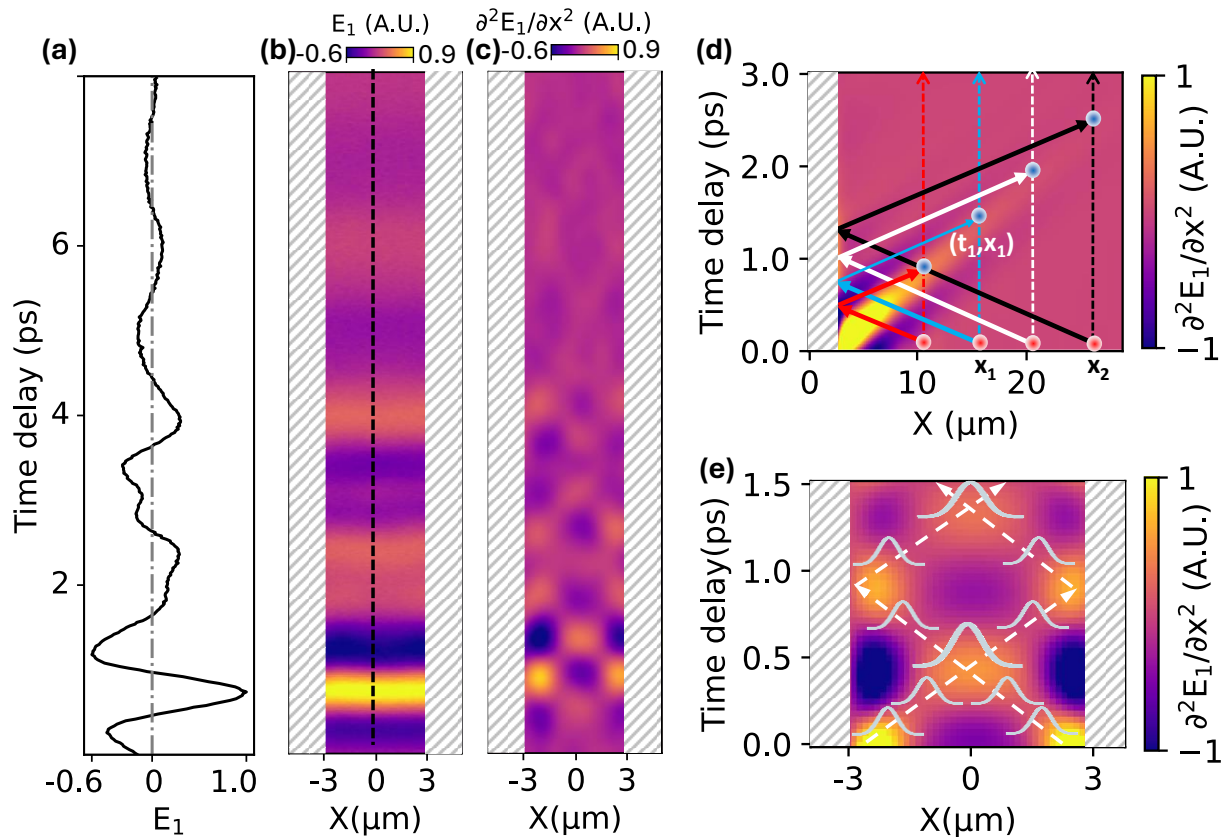 (a)
E₁ (A.U.)
-0.6 0.9
(b)
∂²E₁/∂x²
-0.6 0.9
(c)
(d)
Time delay (ps)
6
4
2
-0.6 0 1.0
E₁
-3 0 3
X(μm)
-3 0 3
X(μm)
3.0
2.0
1.0
0.0
Time delay (ps)
(t₁,x₁)
x₁ x₂
0 10 20
X (μm)
1
-1
∂²E₁/∂x² (A.U.)
(e)
1.5
1.0
0.5
0.0
Time delay(ps)
-3 0 3
X(μm)
1
-1
∂²E₁/∂x² (A.U.)